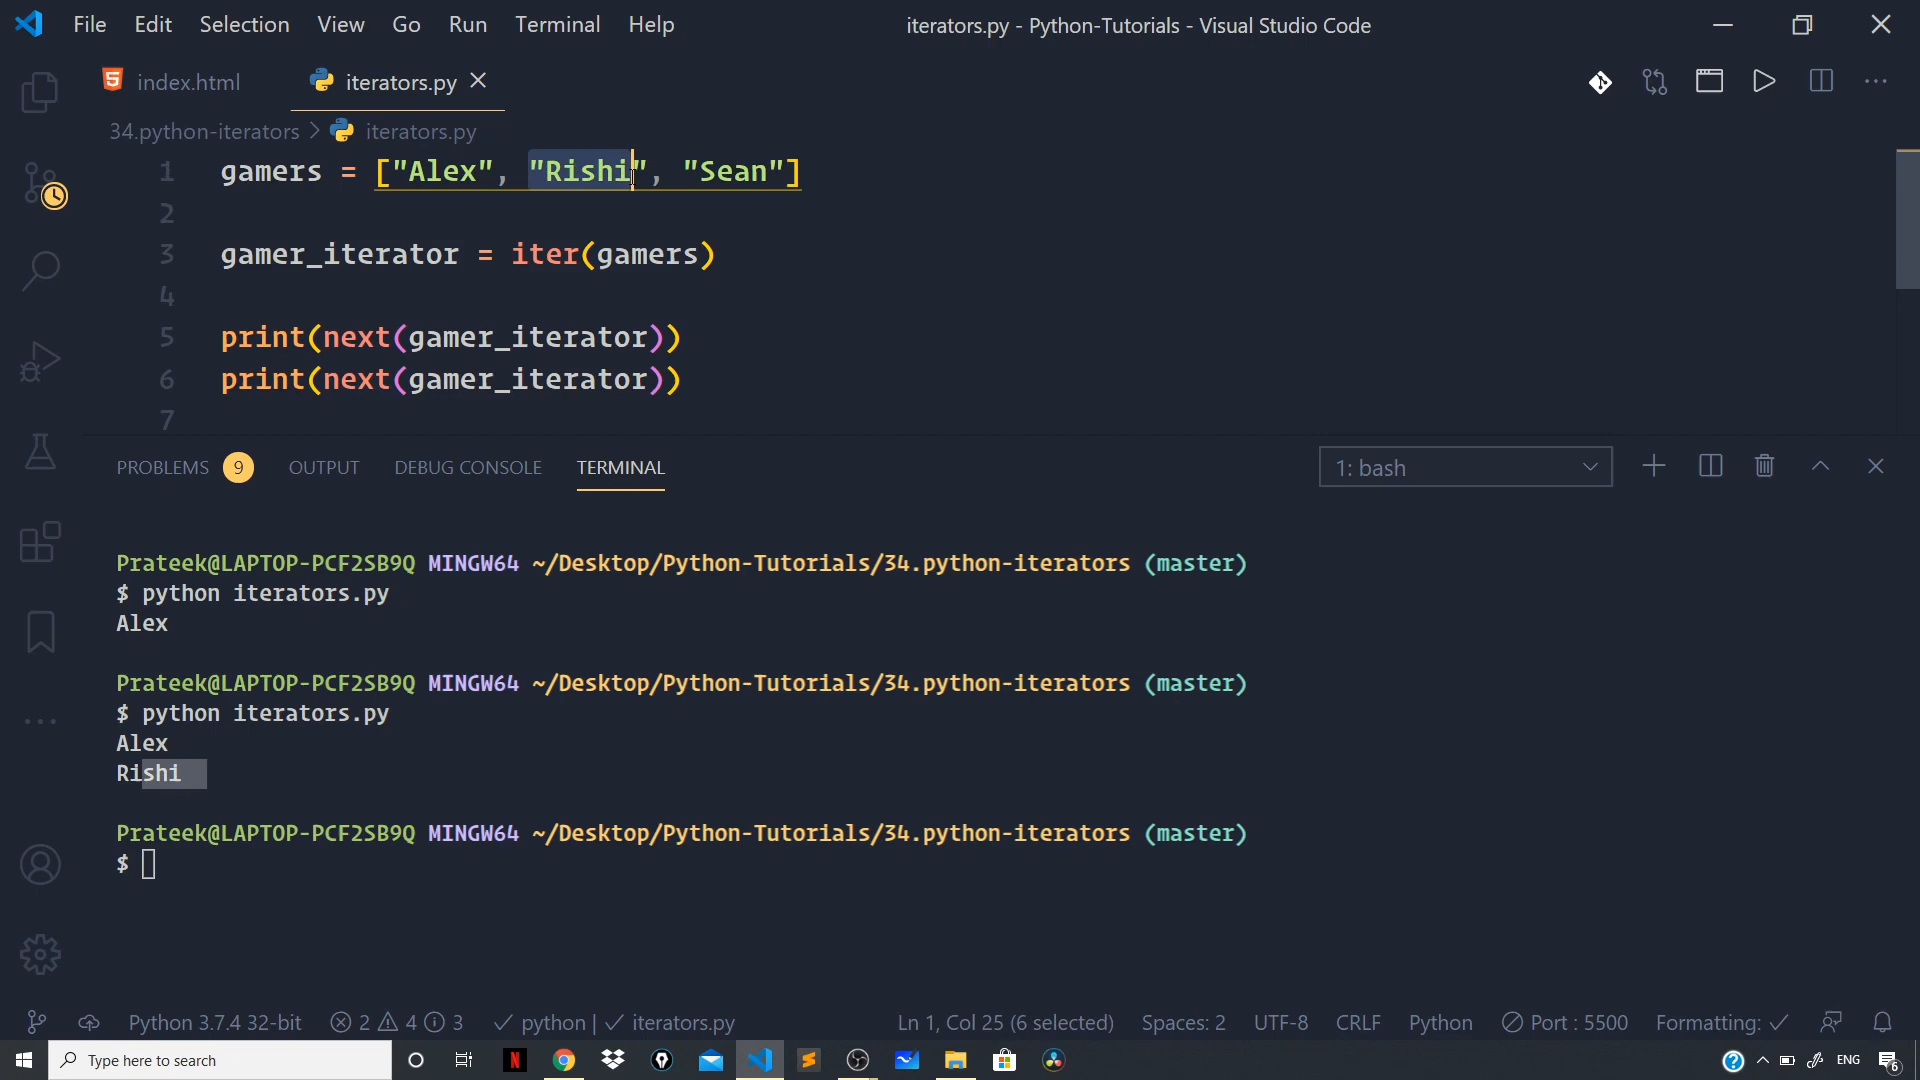 File Edit Selection View Go Run Terminal Help
iterators.py - Python-Tutorials - Visual Studio Code
index.html
iterators.py
34.python-iterators > iterators.py
1 gamers = ["Alex", "Rishi", "Sean"]
2
3 gamer_iterator = iter(gamers)
4
5 print(next(gamer_iterator))
6 print(next(gamer_iterator))
7
PROBLEMS 9 OUTPUT DEBUG CONSOLE TERMINAL
1: bash
Prateek@LAPTOP-PCF2SB9Q MINGW64 ~/Desktop/Python-Tutorials/34.python-iterators (master)
$ python iterators.py
Alex
Prateek@LAPTOP-PCF2SB9Q MINGW64 ~/Desktop/Python-Tutorials/34.python-iterators (master)
$ python iterators.py
Alex
Rishi
Prateek@LAPTOP-PCF2SB9Q MINGW64 ~/Desktop/Python-Tutorials/34.python-iterators (master)
$
Python 3.7.4 32-bit 2 4 3 ✓ python | ✓ iterators.py
Ln 1, Col 25 (6 selected) Spaces: 2 UTF-8 CRLF Python Port : 5500 Formatting: ✓
Type here to search
N
ENG
6